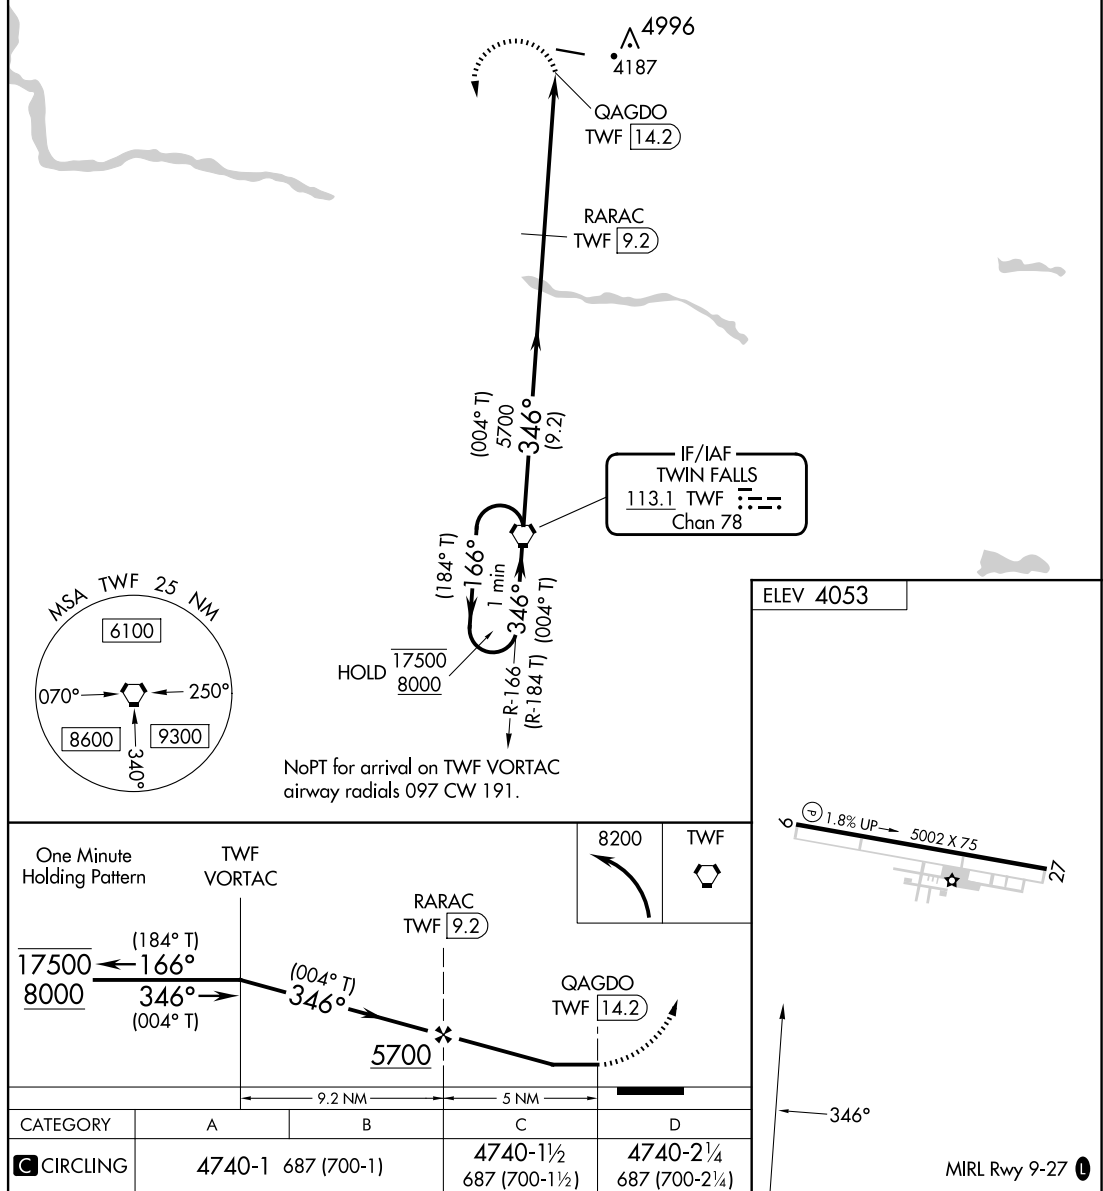 4996
4187
QAGDO
TWF 14.2
RARAC
TWF 9.2
(004° T)
5700
346°
(9.2)
IF/IAF
TWIN FALLS
113.1 TWF
Chan 78
(184° T)
166°
1 min
346°
(004° T)
HOLD 17500
8000
R-166
(R-184 T)
NoPT for arrival on TWF VORTAC
airway radials 097 CW 191.
MSA TWF 25 NM
6100
070°
250°
8600
9300
340°
ELEV 4053
9
P 1.8% UP
5002 X 75
27
346°
MIRL Rwy 9-27 L
One Minute
Holding Pattern
TWF
VORTAC
8200
TWF
RARAC
TWF 9.2
(184° T)
17500
166°
8000
346°
(004° T)
(004° T)
346°
QAGDO
TWF 14.2
5700
9.2 NM
5 NM
CATEGORY A B C D
C CIRCLING
4740-1 687 (700-1)
4740-1½
687 (700-1½)
4740-2¼
687 (700-2¼)